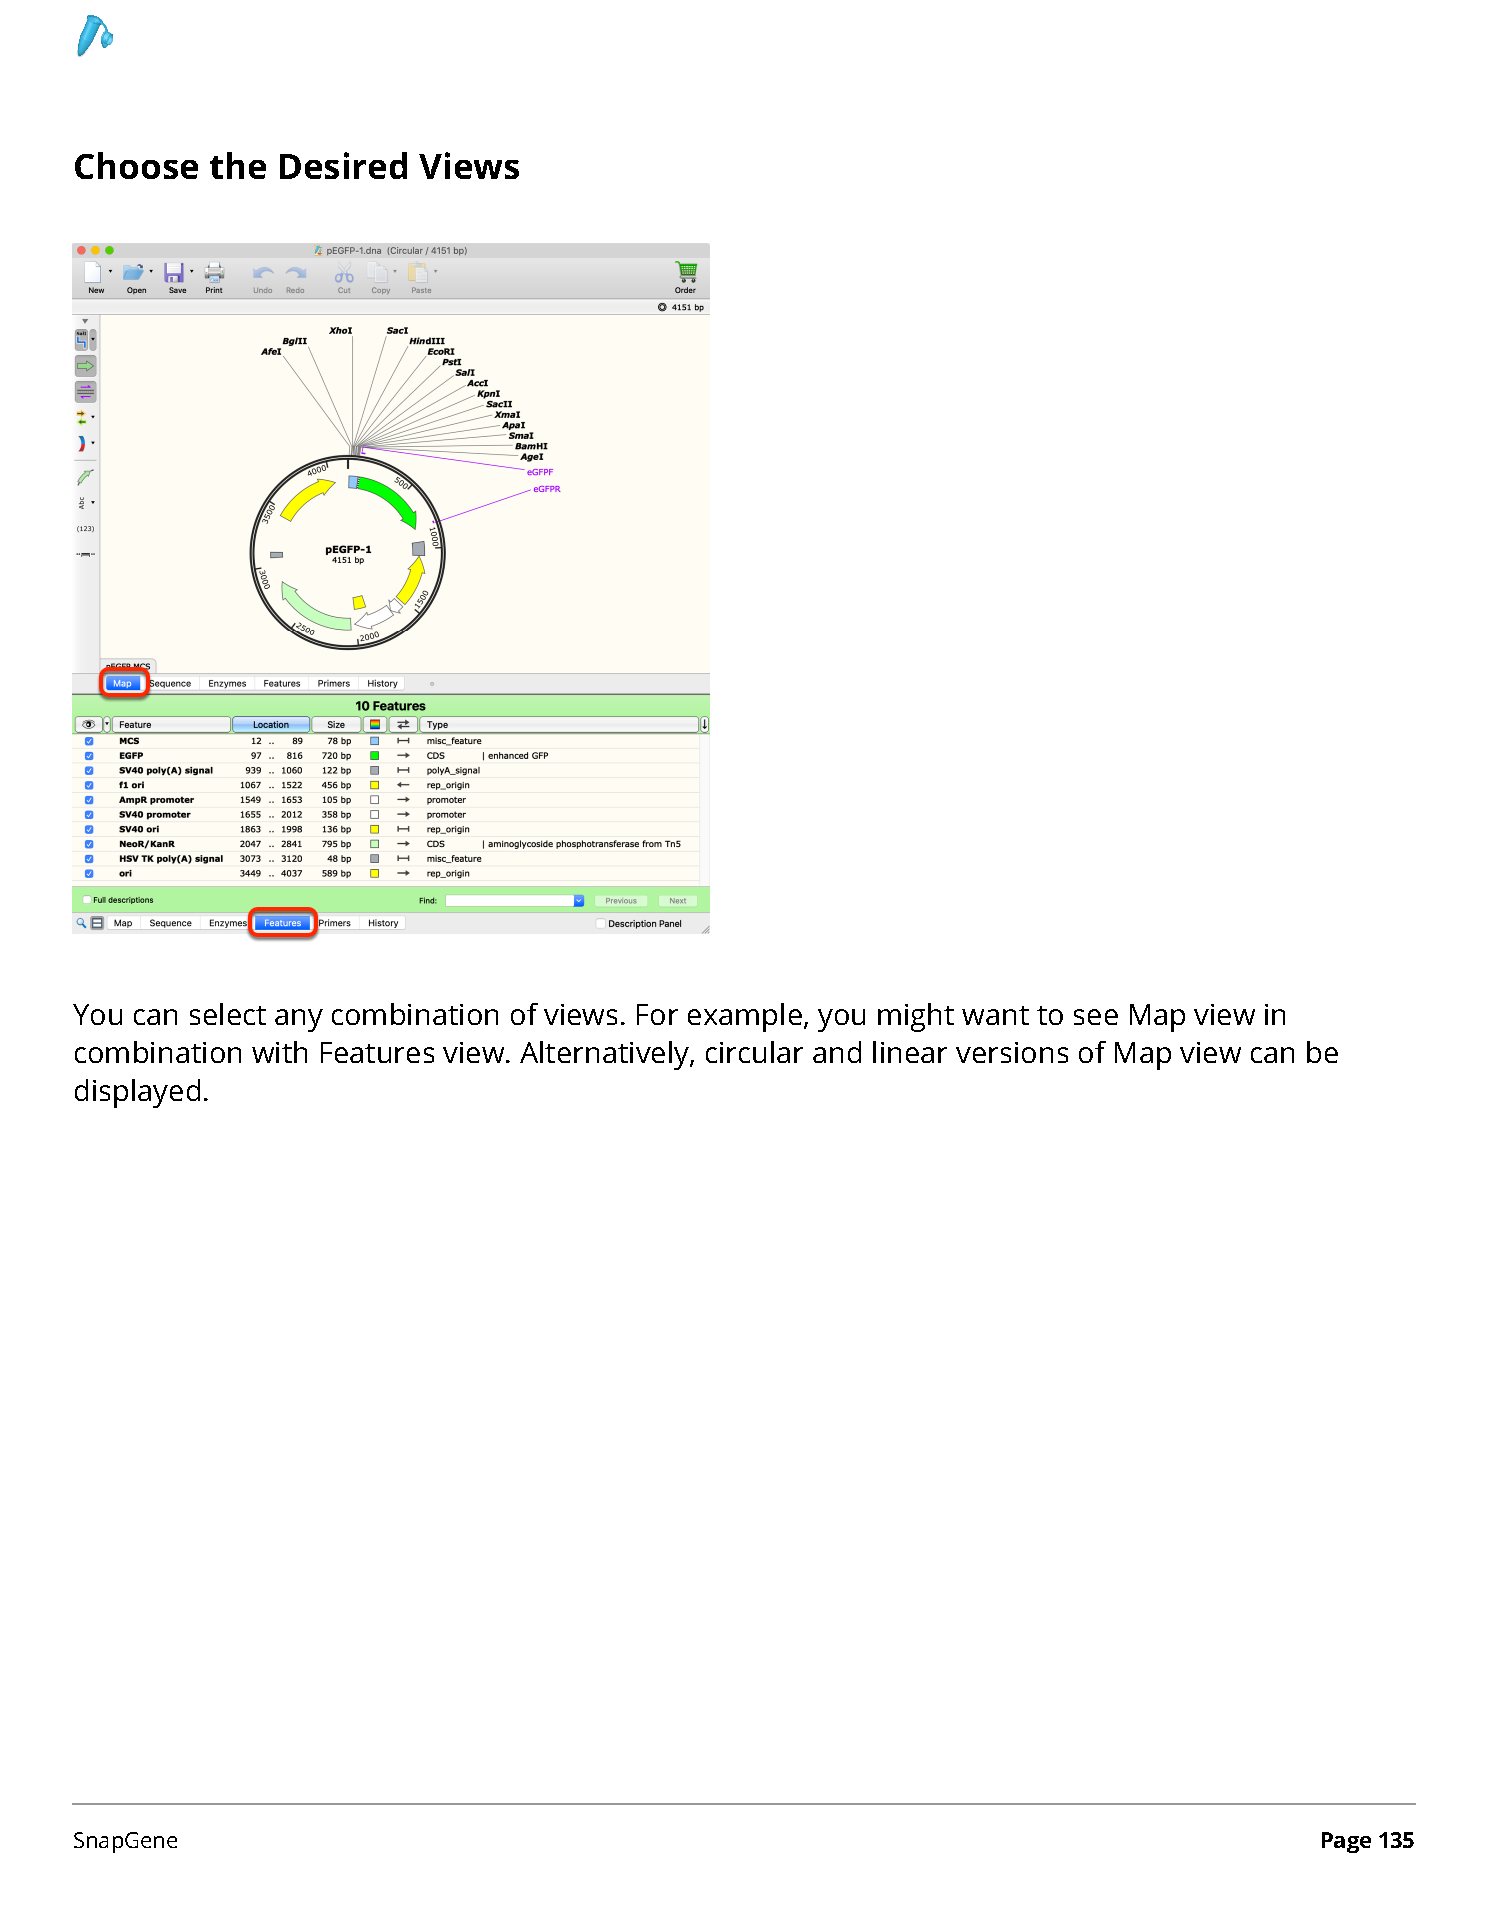 Choose the Desired Views
pEGFP-1.dna (Circular / 4151 bp)
New Open Save Print Undo Redo Cut Copy Paste Order
4151 bp
XhoI SacI
BglII HindIII
AfeI EcoRI
PstI
SalI
AccI
KpnI
SacII
XmaI
ApaI
SmaI
BamHI
AgeI
eGFPF
eGFPR
4000 500
3500 1000
pEGFP-1
4151 bp
3000 1500
2500 2000
Abc
(123)
pEGFP MCS
Map Sequence Enzymes Features Primers History
10 Features
Feature Location Size Type
MCS 12 .. 89 78 bp misc_feature
EGFP 97 .. 816 720 bp CDS | enhanced GFP
SV40 poly(A) signal 939 .. 1060 122 bp polyA_signal
f1 ori 1067 .. 1522 456 bp rep_origin
AmpR promoter 1549 .. 1653 105 bp promoter
SV40 promoter 1655 .. 2012 358 bp promoter
SV40 ori 1863 .. 1998 136 bp rep_origin
NeoR/KanR 2047 .. 2841 795 bp CDS | aminoglycoside phosphotransferase from Tn5
HSV TK poly(A) signal 3073 .. 3120 48 bp misc_feature
ori 3449 .. 4037 589 bp rep_origin
Full descriptions Find: Previous Next
Map Sequence Enzymes Features Primers History Description Panel
You can select any combination of views. For example, you might want to see Map view in
combination with Features view. Alternatively, circular and linear versions of Map view can be
displayed.
SnapGene Page 135